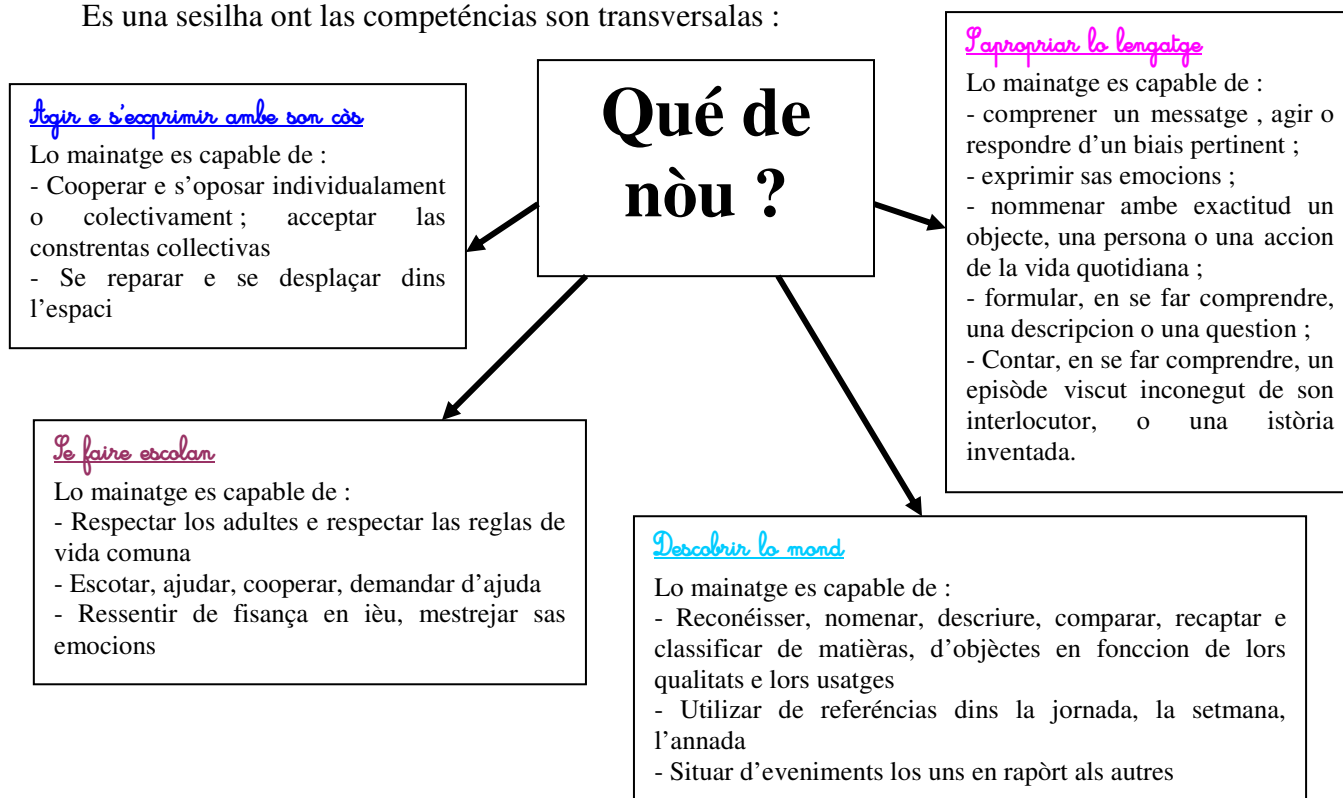 Es una sesilha ont las competéncias son transversalas :
Qué de
nòu ?
Agir e s'exprimir ambe son còs
Lo mainatge es capable de :
- Cooperar e s'oposar individualament
o colectivament ; acceptar las
constrentas collectivas
- Se reparar e se desplaçar dins
l'espaci
S'apropriar lo lengatge
Lo mainatge es capable de :
- comprener un messatge , agir o
respondre d'un biais pertinent ;
- exprimir sas emocions ;
- nommenar ambe exactitud un
objecte, una persona o una accion
de la vida quotidiana ;
- formular, en se far comprendre,
una descripcion o una question ;
- Contar, en se far comprendre, un
episòde viscut inconegut de son
interlocutor, o una istòria
inventada.
Se faire escolan
Lo mainatge es capable de :
- Respectar los adultes e respectar las reglas de
vida comuna
- Escotar, ajudar, cooperar, demandar d'ajuda
- Ressentir de fisança en ièu, mestrejar sas
emocions
Descobrir lo mond
Lo mainatge es capable de :
- Reconéisser, nomenar, descriure, comparar, recaptar e
classificar de matièras, d'objèctes en fonccion de lors
qualitats e lors usatges
- Utilizar de referéncias dins la jornada, la setmana,
l'annada
- Situar d'eveniments los uns en rapòrt als autres